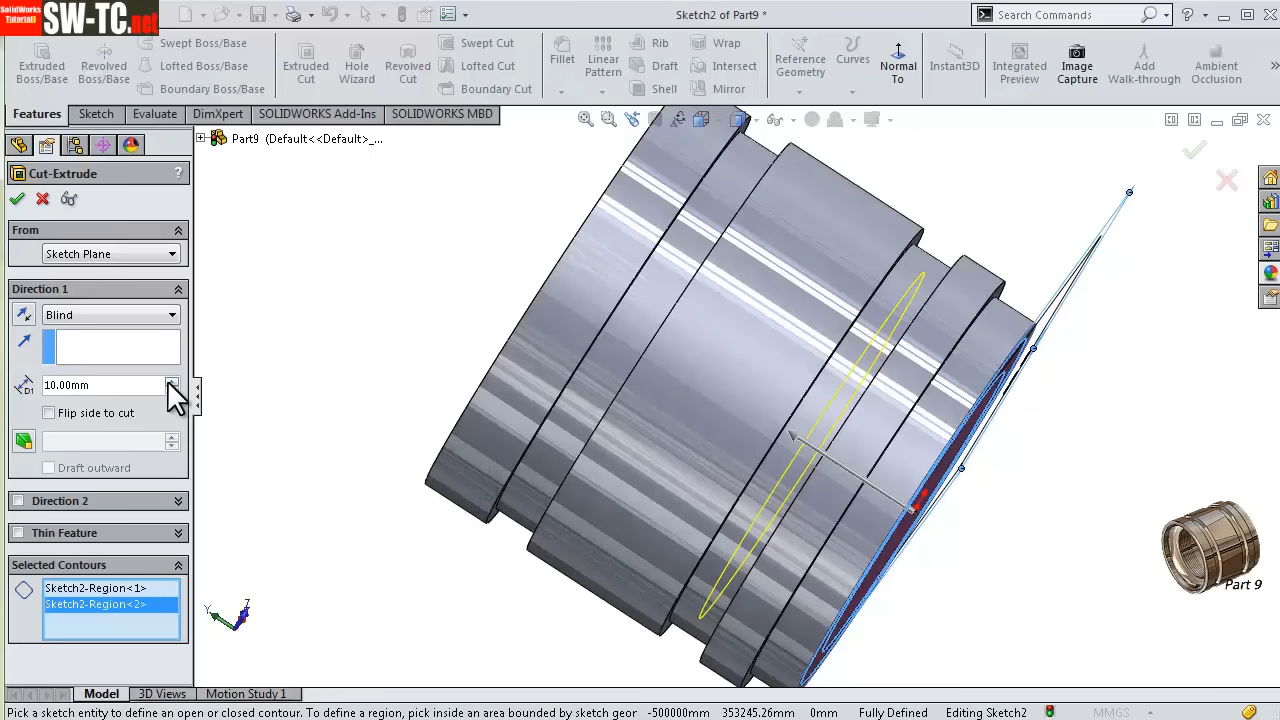 SolidWorks
Tutorial!
SW-TC.net
Sketch2 of Part9 *
Search Commands
Extruded
Boss/Base
Revolved
Boss/Base
Swept Boss/Base
Lofted Boss/Base
Boundary Boss/Base
Extruded
Cut
Hole
Wizard
Revolved
Cut
Swept Cut
Lofted Cut
Boundary Cut
Fillet
Linear
Pattern
Rib
Draft
Shell
Wrap
Intersect
Mirror
Reference
Geometry
Curves
Normal
To
Instant3D
Integrated
Preview
Image
Capture
Add
Walk-through
Ambient
Occlusion
Features
Sketch
Evaluate
DimXpert
SOLIDWORKS Add-Ins
SOLIDWORKS MBD
Part9 (Default<<Default>_...
Cut-Extrude
?
From
Sketch Plane
Direction 1
Blind
D1
10.00mm
Flip side to cut
Draft outward
Direction 2
Thin Feature
Selected Contours
Sketch2-Region<1>
Sketch2-Region<2>
Y
Z
Part 9
Model
3D Views
Motion Study 1
Pick a sketch entity to define an open or closed contour. To define a region, pick inside an area bounded by sketch geor
-500000mm
353245.26mm
0mm
Fully Defined
Editing Sketch2
MMGS